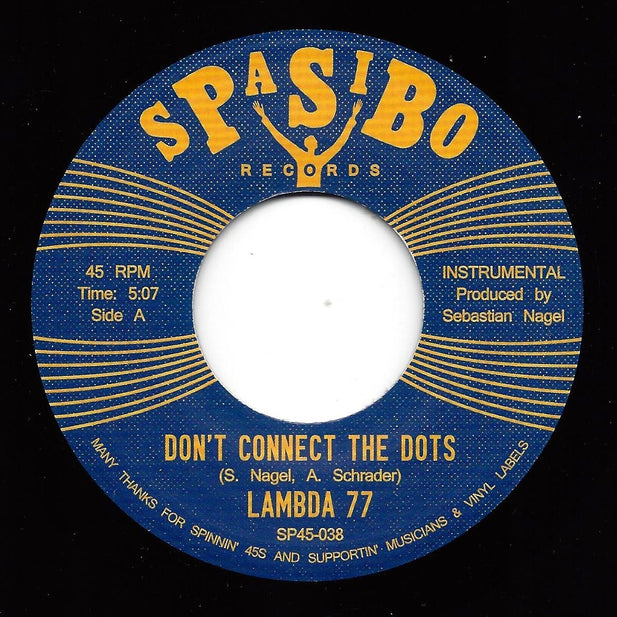 SPASIBO
RECORDS
45 RPM
Time: 5:07
Side A
INSTRUMENTAL
Produced by
Sebastian Nagel
DON'T CONNECT THE DOTS
(S. Nagel, A. Schrader)
LAMBDA 77
SP45-038
MANY THANKS FOR SPINNIN' 45S AND SUPPORTIN' MUSICIANS & VINYL LABELS